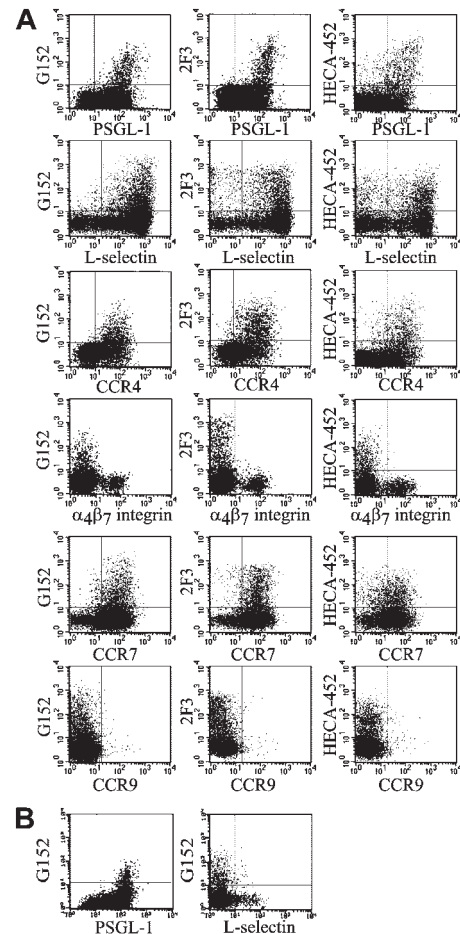 A
G152 2F3 HECA-452
PSGL-1 PSGL-1 PSGL-1
G152 2F3 HECA-452
L-selectin L-selectin L-selectin
G152 2F3 HECA-452
CCR4 CCR4 CCR4
G152 2F3 HECA-452
α4β7 integrin α4β7 integrin α4β7 integrin
G152 2F3 HECA-452
CCR7 CCR7 CCR7
G152 2F3 HECA-452
CCR9 CCR9 CCR9
B
G152 G152
PSGL-1 L-selectin